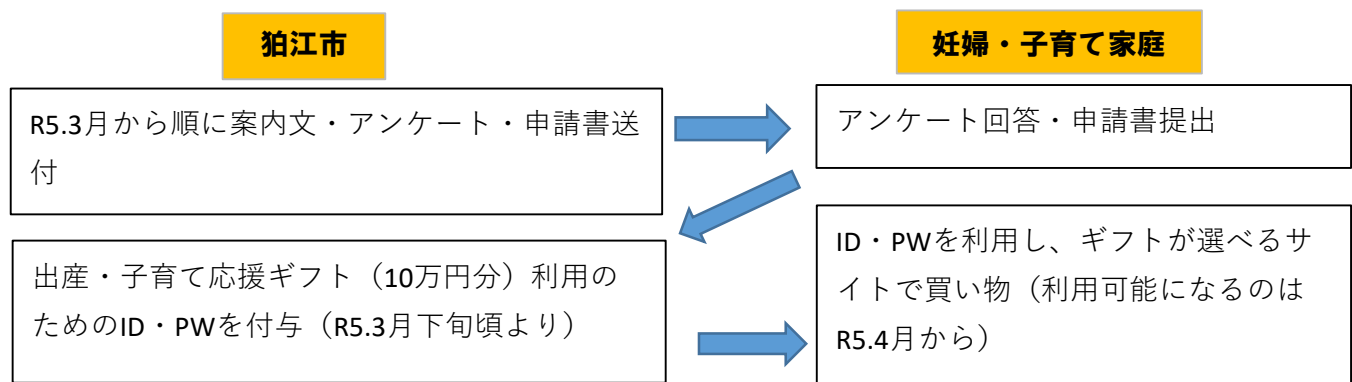 狛江市
妊婦・子育て家庭
R5.3月から順に案内文・アンケート・申請書送
付
アンケート回答・申請書提出
出産・子育て応援ギフト（10万円分）利用の
ためのID・PWを付与（R5.3月下旬頃より）
ID・PWを利用し、ギフトが選べるサ
イトで買い物（利用可能になるのは
R5.4月から）